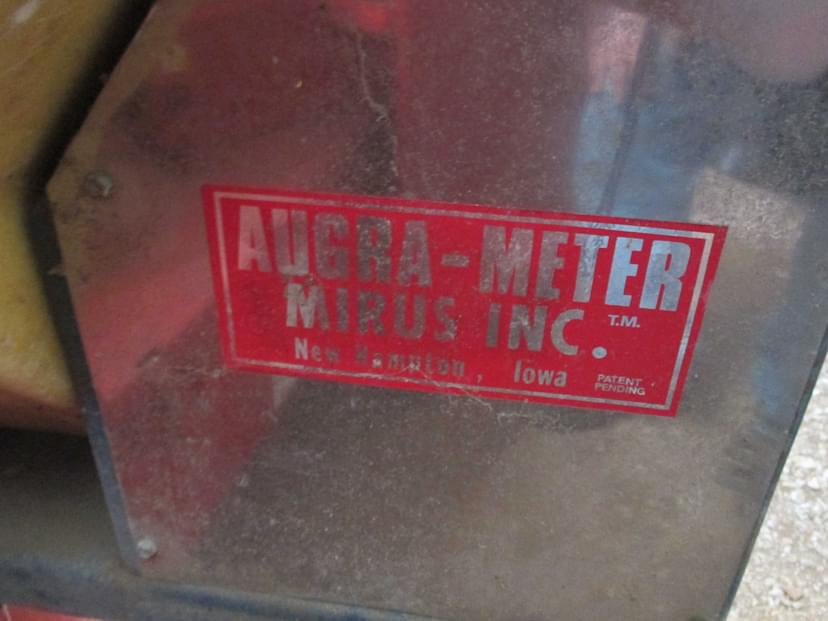 AUGRA-METER
MIRUS INC. T.M.
New Hampton, Iowa
PATENT
PENDING